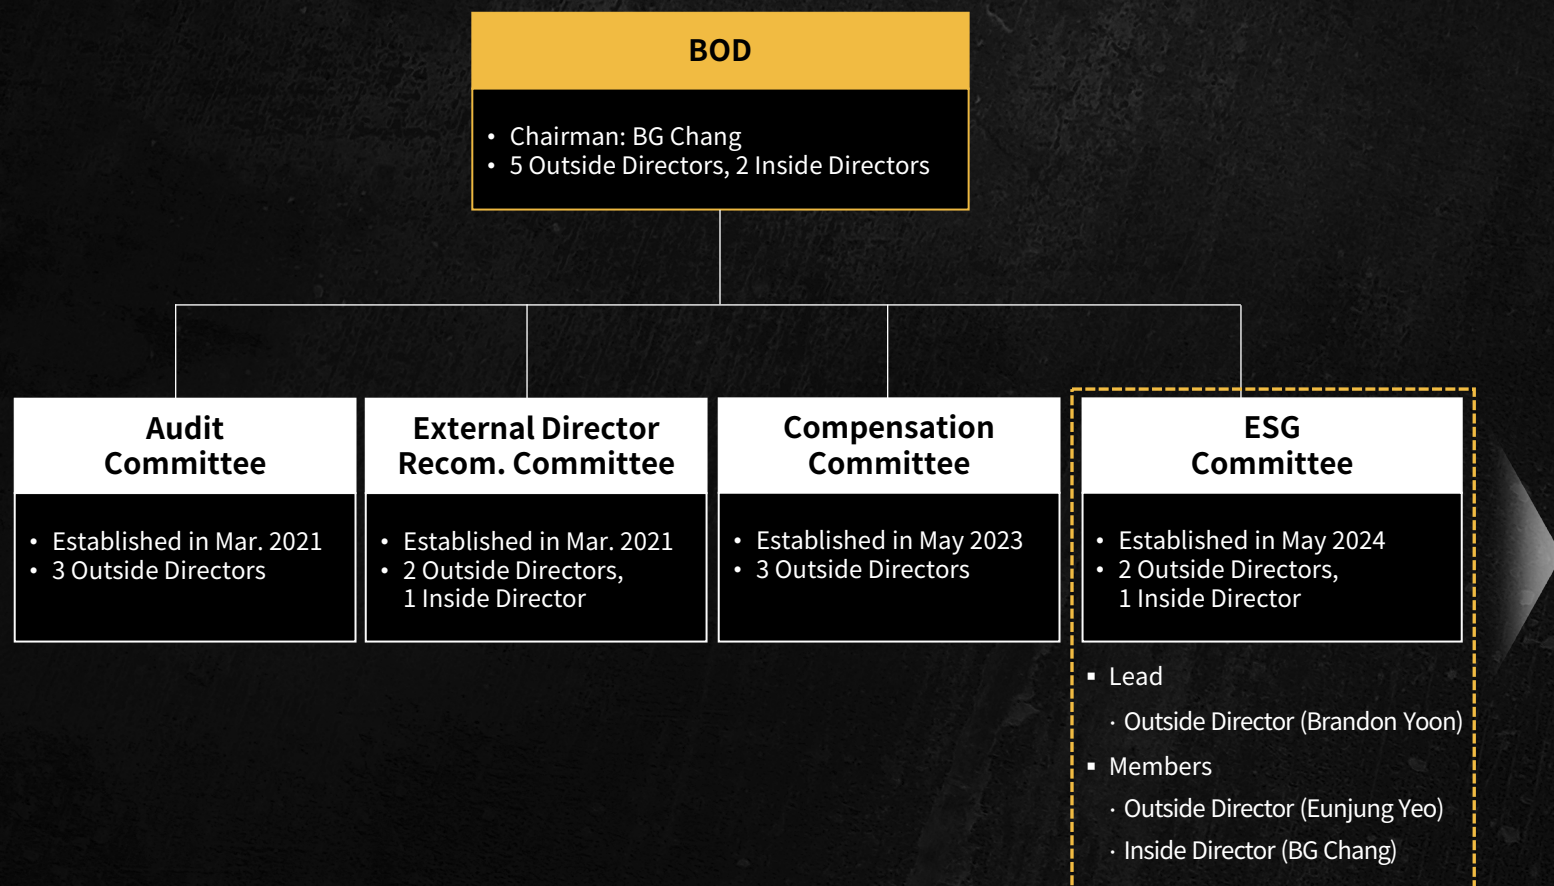 BOD
• Chairman: BG Chang
• 5 Outside Directors, 2 Inside Directors
Audit
Committee
• Established in Mar. 2021
• 3 Outside Directors
External Director
Recom. Committee
• Established in Mar. 2021
• 2 Outside Directors,
1 Inside Director
Compensation
Committee
• Established in May 2023
• 3 Outside Directors
ESG
Committee
• Established in May 2024
• 2 Outside Directors,
1 Inside Director
▪ Lead
· Outside Director (Brandon Yoon)
▪ Members
· Outside Director (Eunjung Yeo)
· Inside Director (BG Chang)